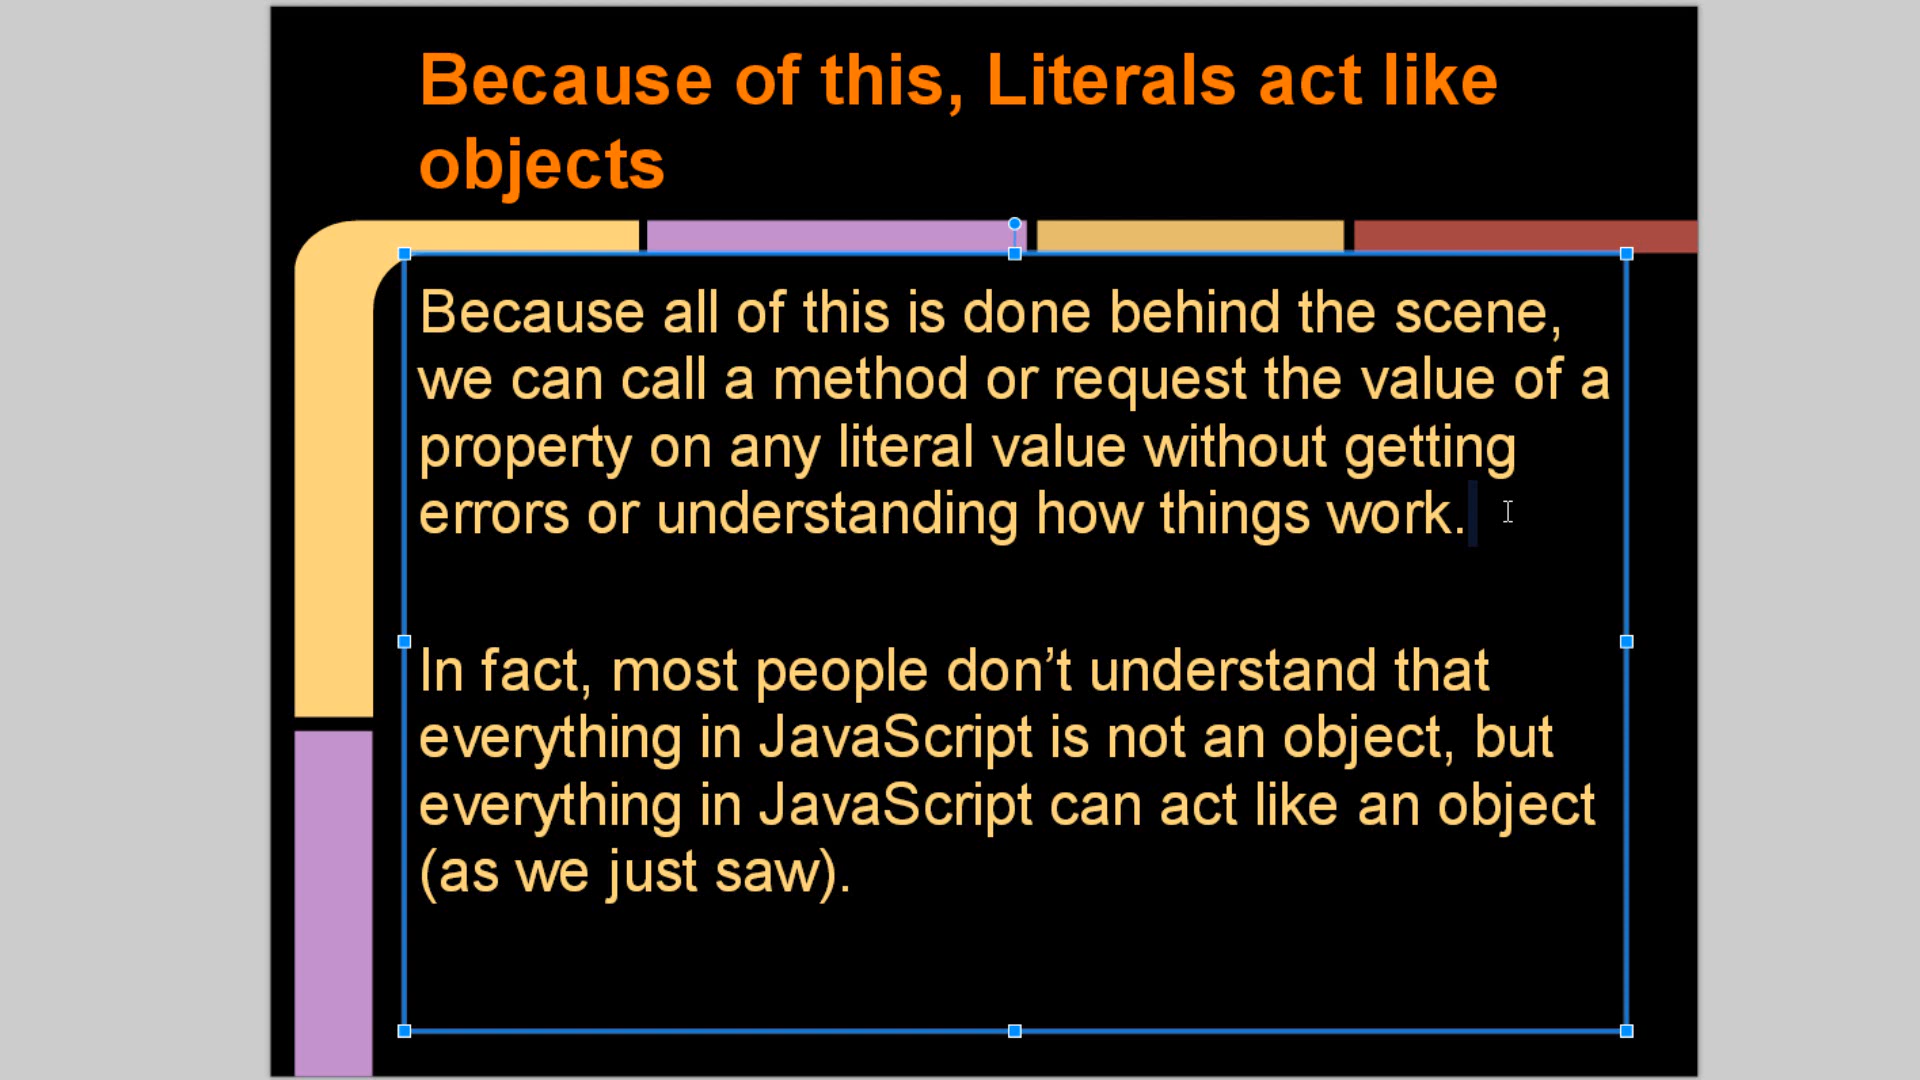 Because of this, Literals act like
objects
Because all of this is done behind the scene,
we can call a method or request the value of a
property on any literal value without getting
errors or understanding how things work.
In fact, most people don’t understand that
everything in JavaScript is not an object, but
everything in JavaScript can act like an object
(as we just saw).